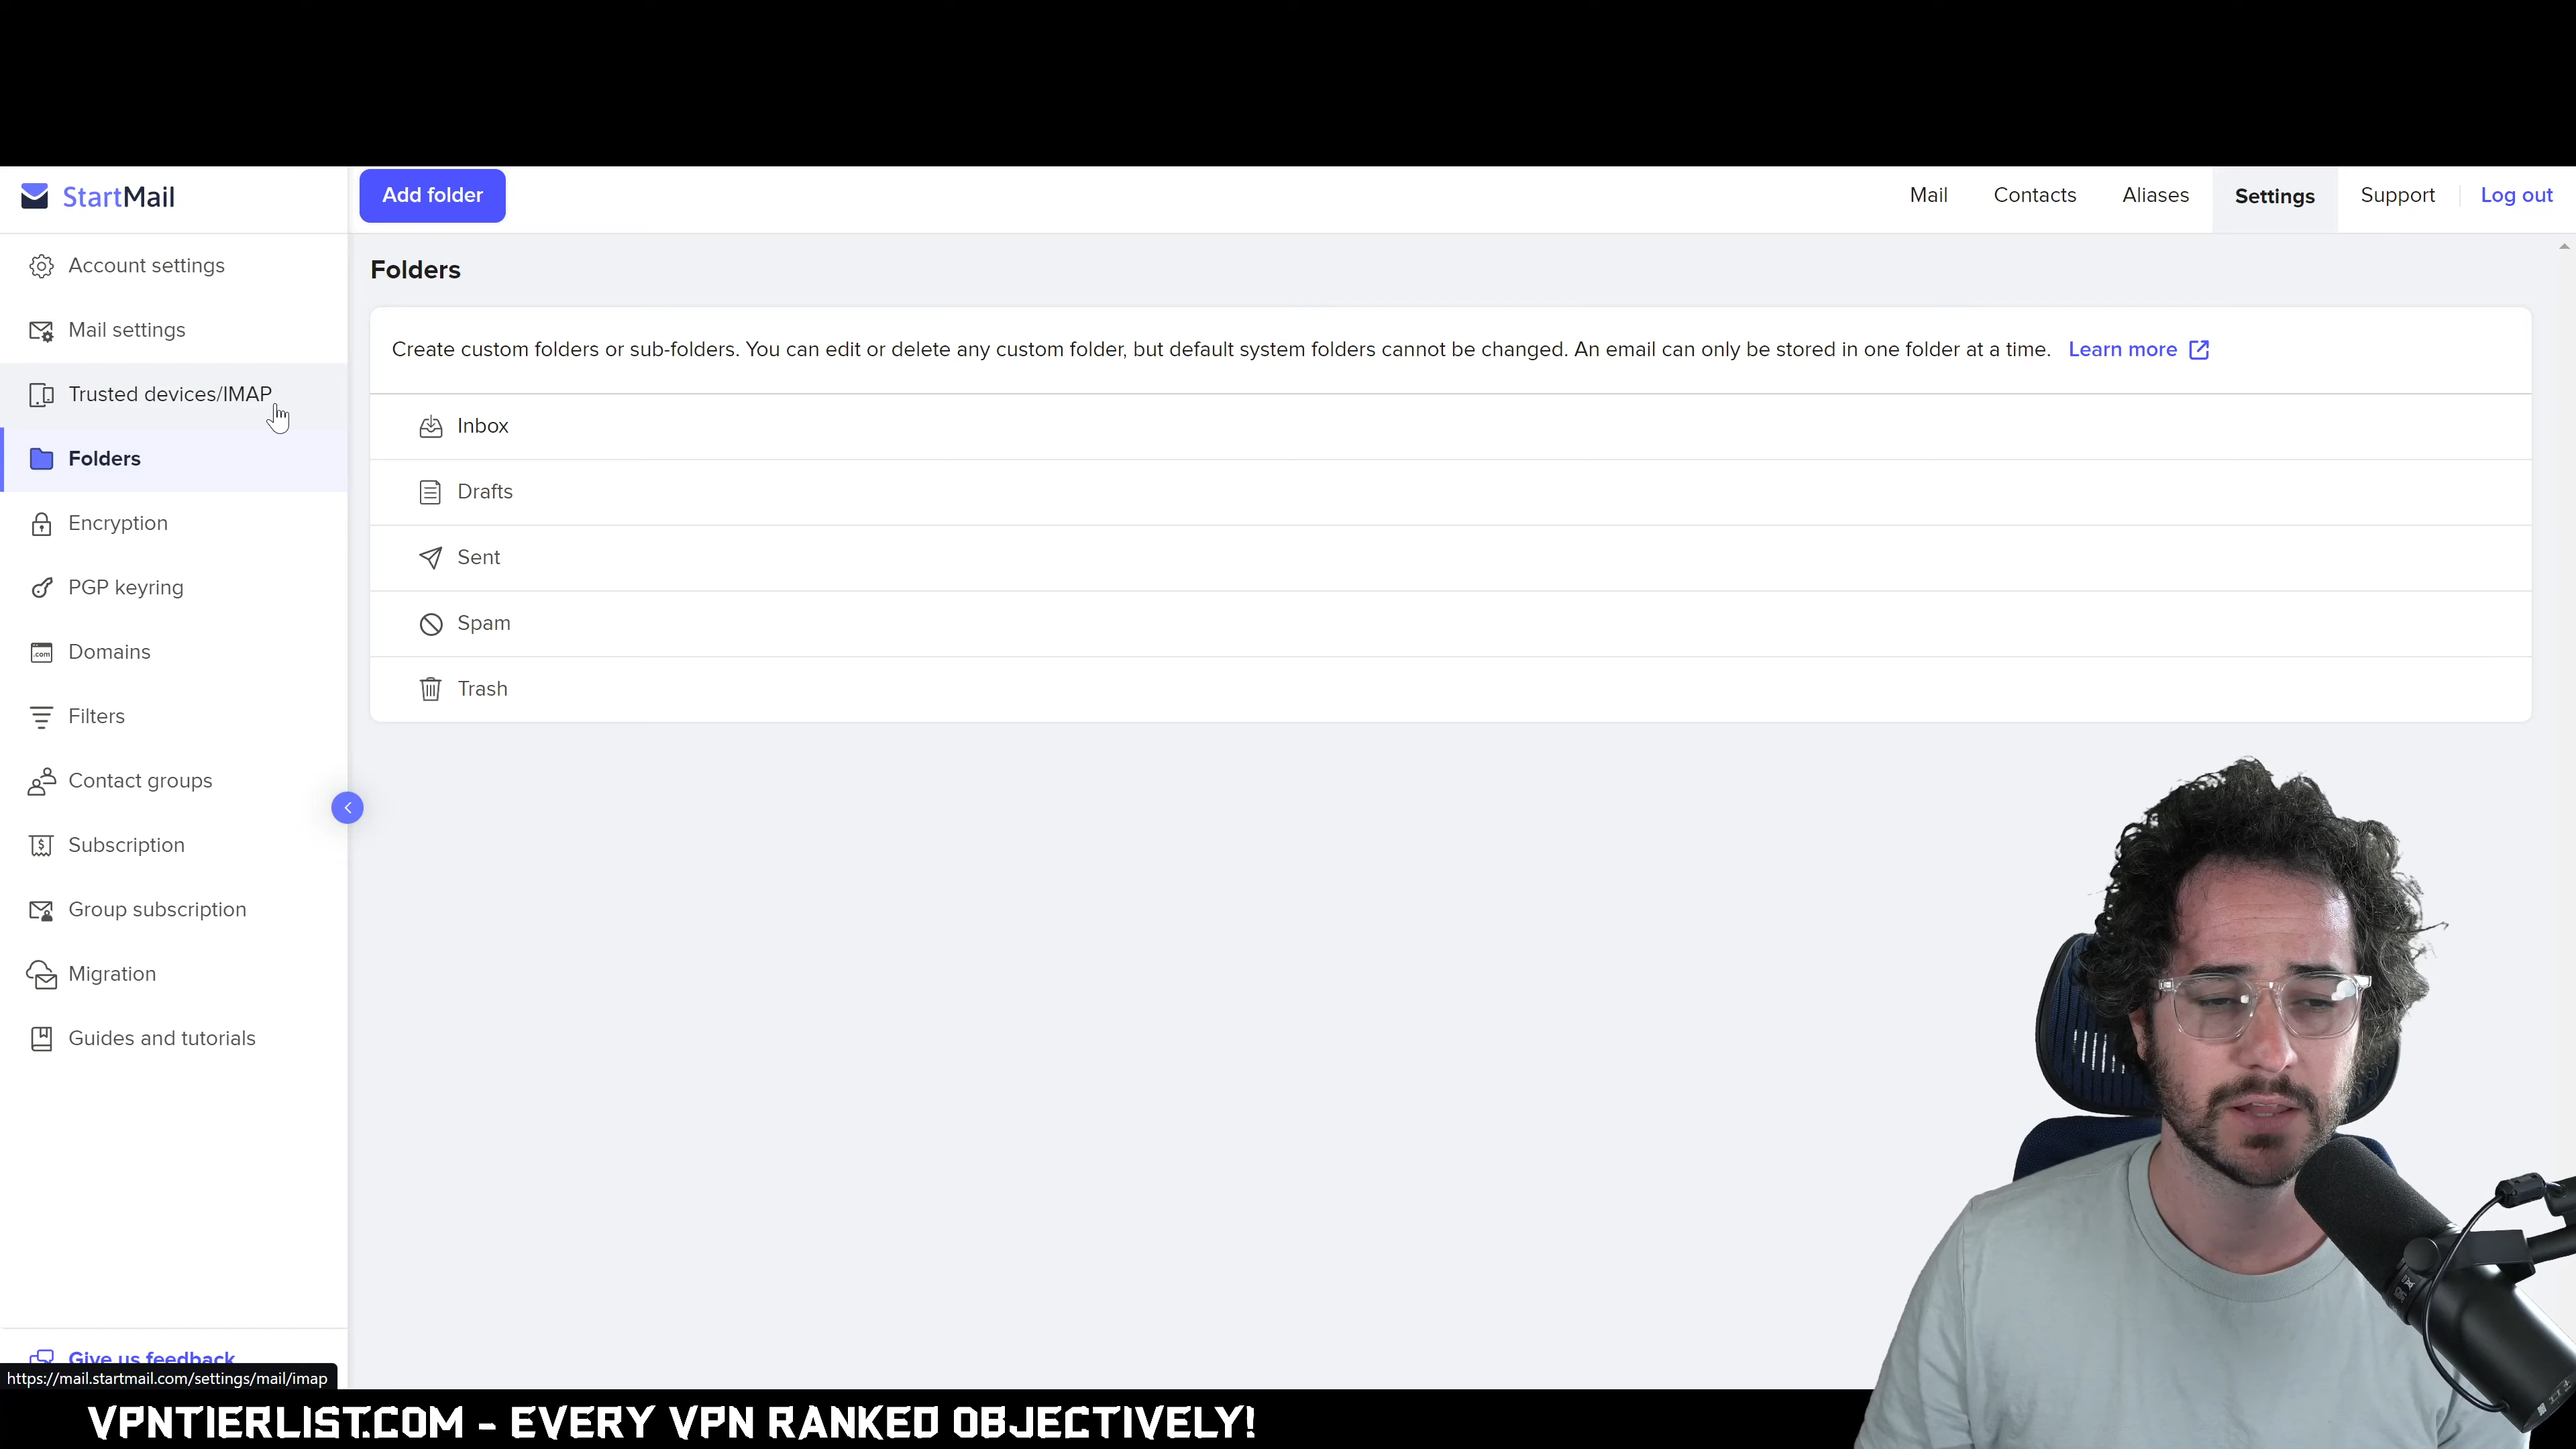 StartMail
Add folder
Mail
Contacts
Aliases
Settings
Support
Log out
Account settings
Mail settings
Trusted devices/IMAP
Folders
Encryption
PGP keyring
Domains
Filters
Contact groups
Subscription
Group subscription
Migration
Guides and tutorials
Give us feedback
https://mail.startmail.com/settings/mail/imap
Folders
Create custom folders or sub-folders. You can edit or delete any custom folder, but default system folders cannot be changed. An email can only be stored in one folder at a time. Learn more
Inbox
Drafts
Sent
Spam
Trash
VPNTIERLIST.COM - EVERY VPN RANKED OBJECTIVELY!